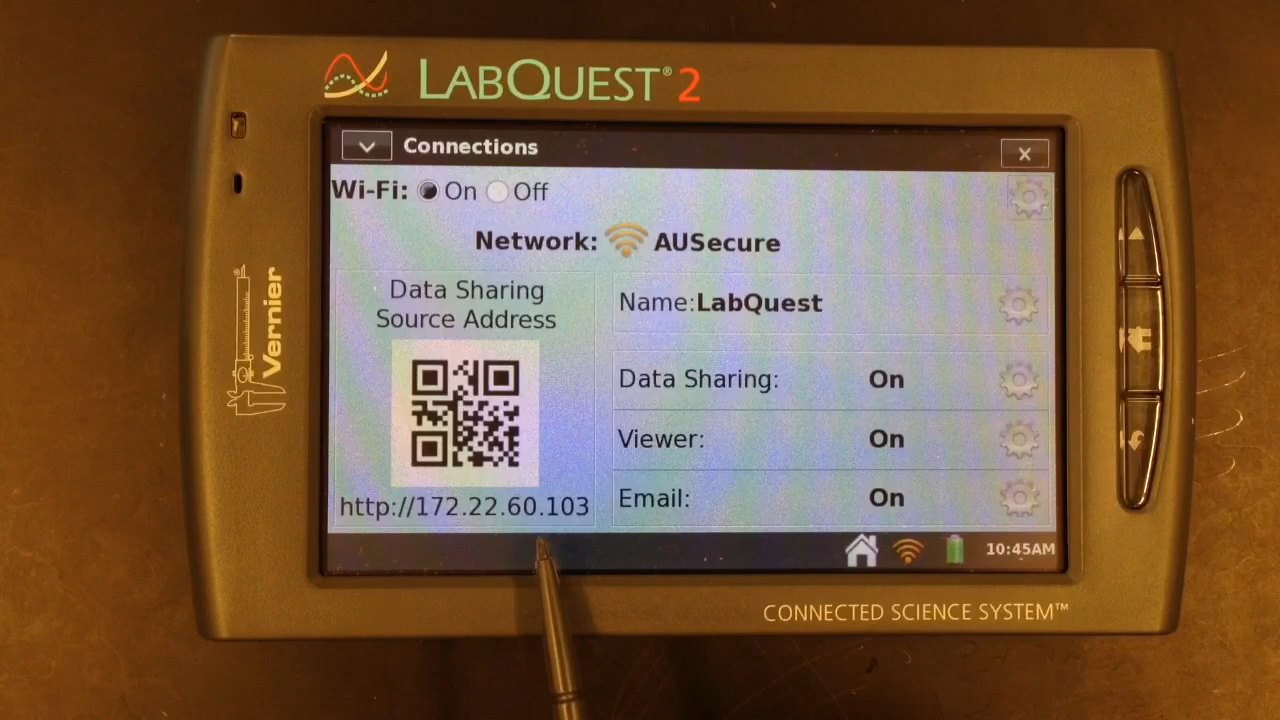 LABQUEST® 2
Connections
x
Wi-Fi: On Off
Network: AUSecure
Data Sharing
Source Address
http://172.22.60.103
Name:LabQuest
Data Sharing: On
Viewer: On
Email: On
10:45AM
Vernier
CONNECTED SCIENCE SYSTEM™